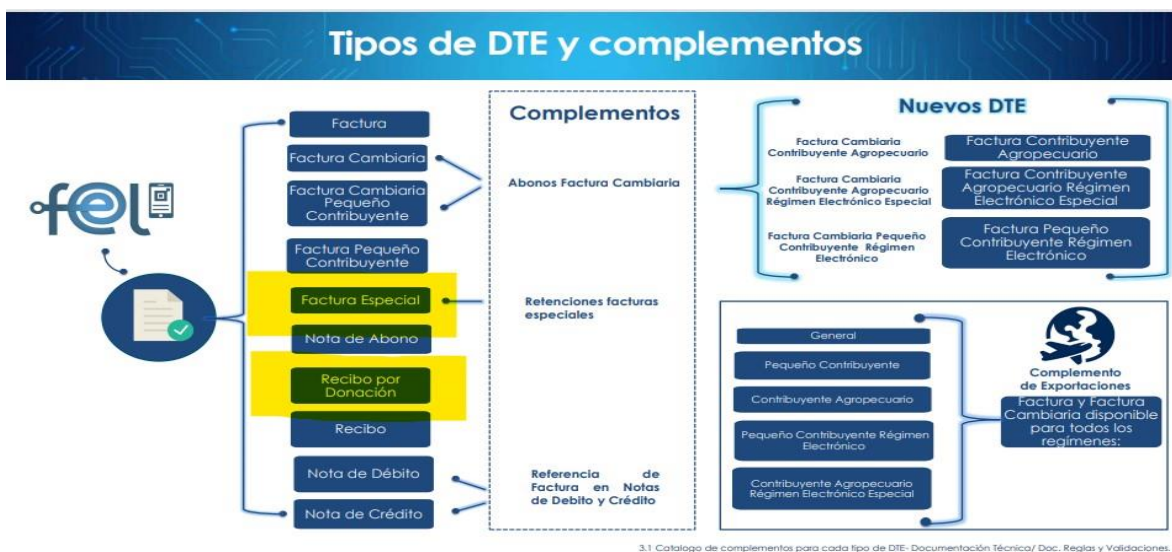 Tipos de DTE y complementos
fel
Factura
Factura Cambiaria
Factura Cambiaria
Pequeño
Contribuyente
Factura Pequeño
Contribuyente
Factura Especial
Nota de Abono
Recibo por
Donación
Recibo
Nota de Débito
Nota de Crédito
Complementos
Abonos Factura Cambiaria
Retenciones facturas
especiales
Referencia de
Factura en Notas
de Debito y Crédito
Nuevos DTE
Factura Cambiaria
Contribuyente Agropecuario
Factura Contribuyente
Agropecuario
Factura Cambiaria
Contribuyente Agropecuario
Régimen Electrónico Especial
Factura Contribuyente
Agropecuario Régimen
Electrónico Especial
Factura Cambiaria Pequeño
Contribuyente Régimen
Electrónico
Factura Pequeño
Contribuyente Régimen
Electrónico
General
Pequeño Contribuyente
Contribuyente Agropecuario
Pequeño Contribuyente Régimen
Electrónico
Contribuyente Agropecuario
Régimen Electrónico Especial
Complemento
de Exportaciones
Factura y Factura
Cambiaria disponible
para todos los
regímenes:
3.1 Catalogo de complementos para cada tipo de DTE- Documentación Técnica/ Doc. Reglas y Validaciones.